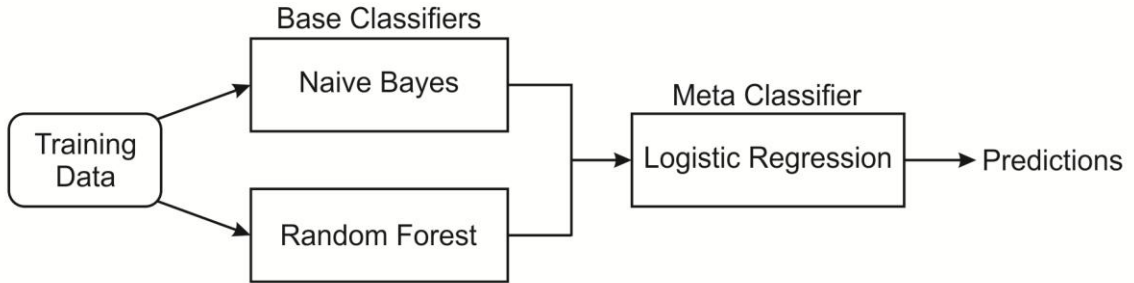 Base Classifiers
Naive Bayes
Meta Classifier
Training
Data
Logistic Regression
Predictions
Random Forest